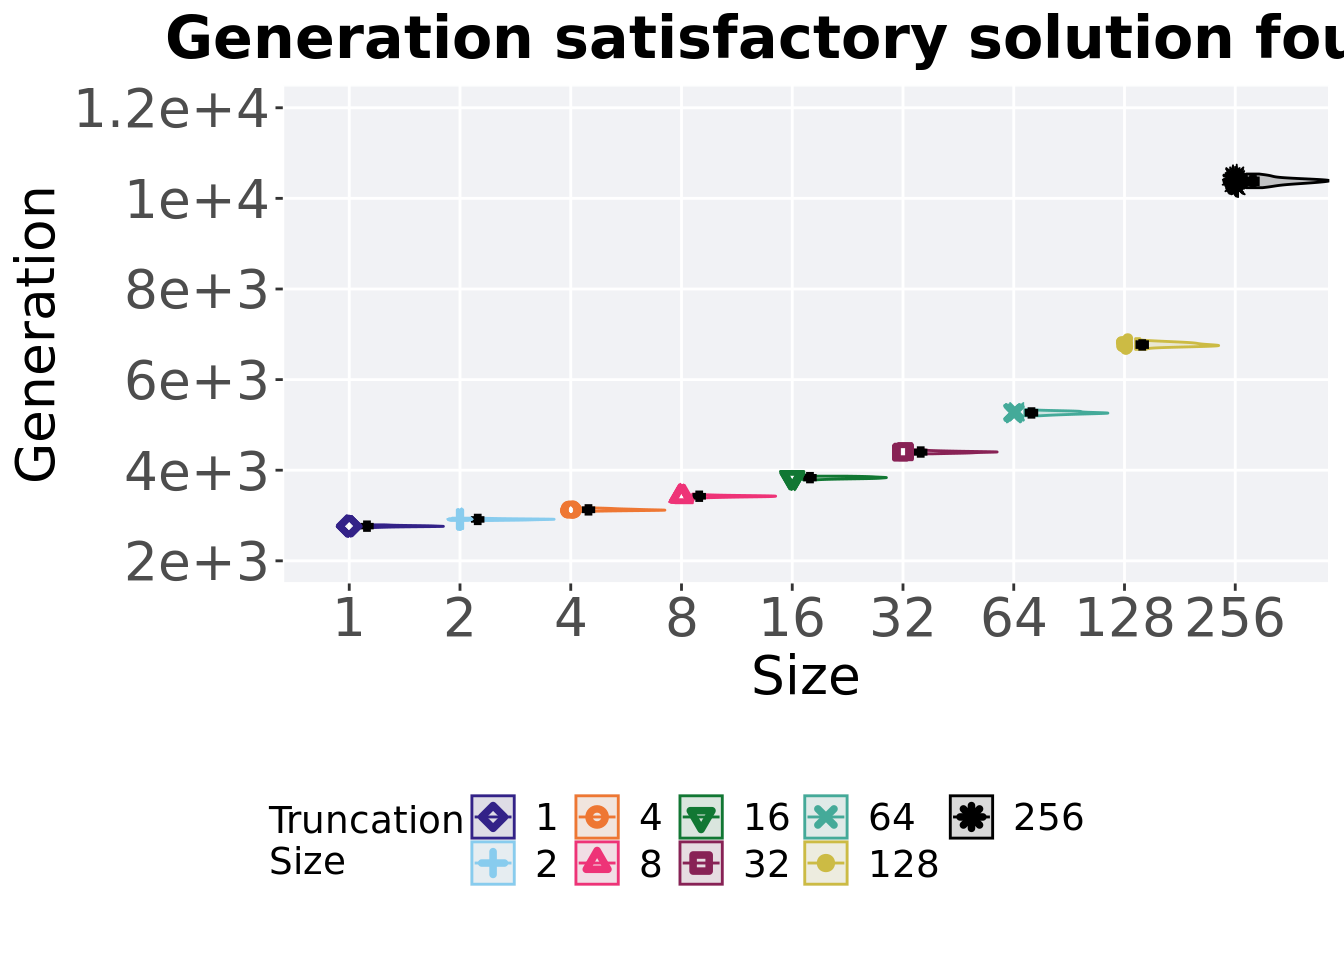 Generation satisfactory solution fou
1.2e+4
1e+4
8e+3
6e+3
4e+3
2e+3
Generation
1 2 4 8 16 32 64 128 256
Size
Truncation Size
1 4 16 64 256
2 8 32 128